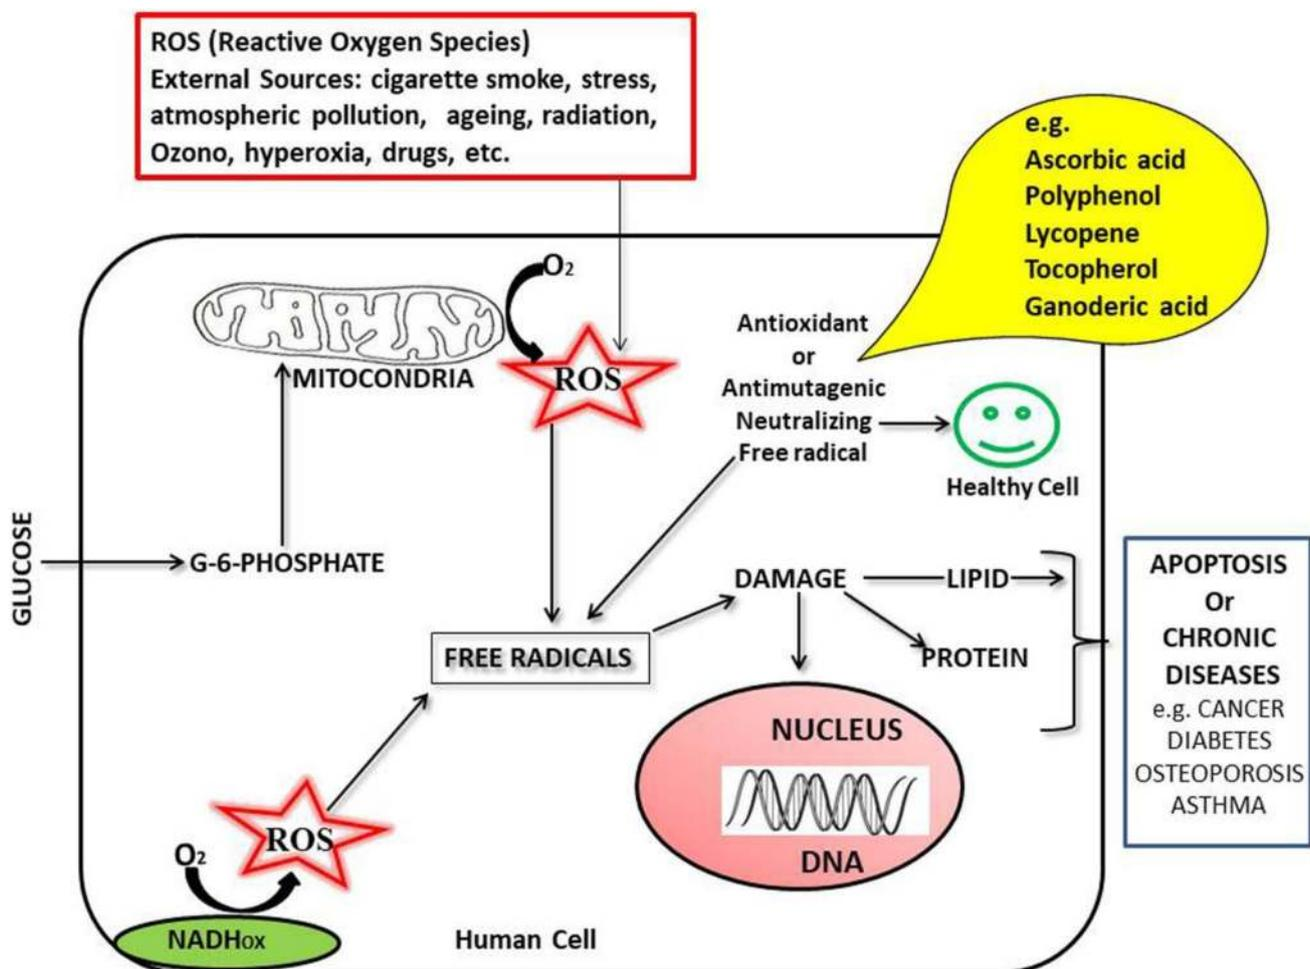 ROS (Reactive Oxygen Species)
External Sources: cigarette smoke, stress,
atmospheric pollution, ageing, radiation,
Ozono, hyperoxia, drugs, etc.
e.g.
Ascorbic acid
Polyphenol
Lycopene
Tocopherol
Ganoderic acid
O2
MITOCONDRIA
ROS
Antioxidant
or
Antimutagenic
Neutralizing
Free radical
Healthy Cell
GLUCOSE
G-6-PHOSPHATE
FREE RADICALS
DAMAGE
LIPID
PROTEIN
APOPTOSIS
Or
CHRONIC
DISEASES
e.g. CANCER
DIABETES
OSTEOPOROSIS
ASTHMA
NUCLEUS
DNA
ROS
O2
NADHOX
Human Cell